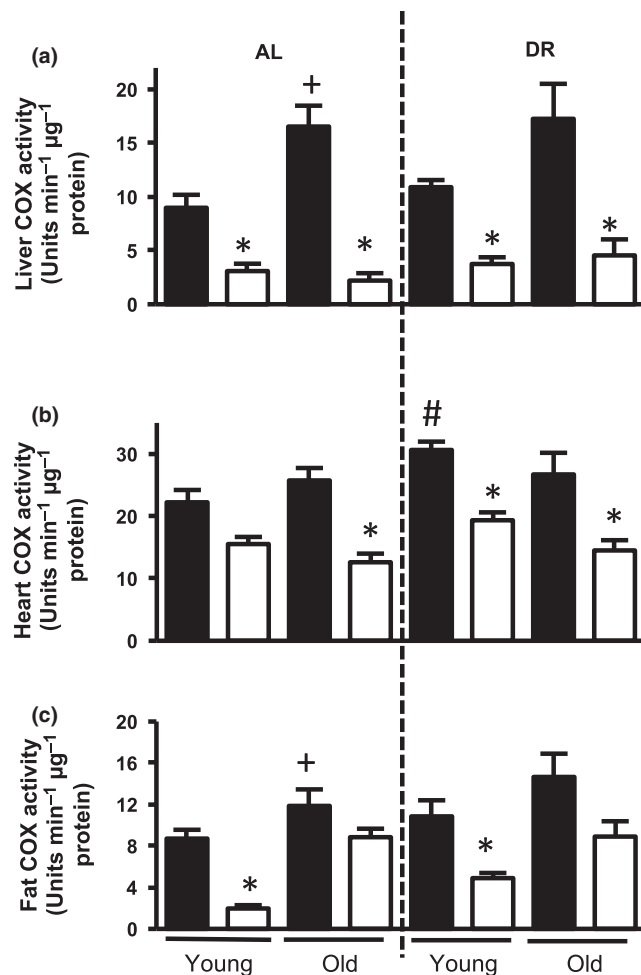 AL DR
(a)
Liver COX activity
(Units min⁻¹ µg⁻¹
protein)
20
15
10
5
0
+
* * * *
(b)
Heart COX activity
(Units min⁻¹ µg⁻¹
protein)
30
20
10
0
#
* * *
(c)
Fat COX activity
(Units min⁻¹ µg⁻¹
protein)
20
16
12
8
4
0
+
* *
Young Old Young Old